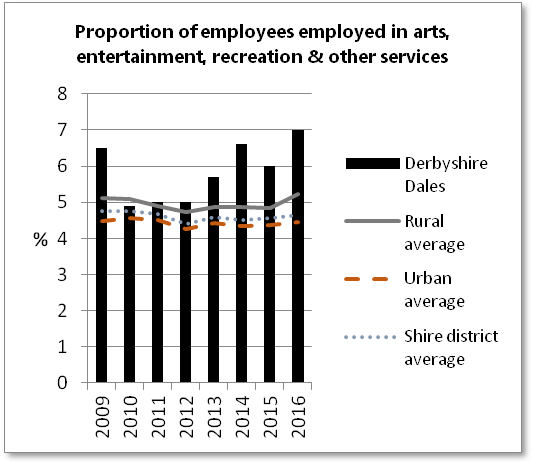 Proportion of employees employed in arts,
entertainment, recreation & other services
8
7
6
5
4
3
2
1
0
%
2009
2010
2011
2012
2013
2014
2015
2016
Derbyshire
Dales
Rural
average
Urban
average
Shire district
average